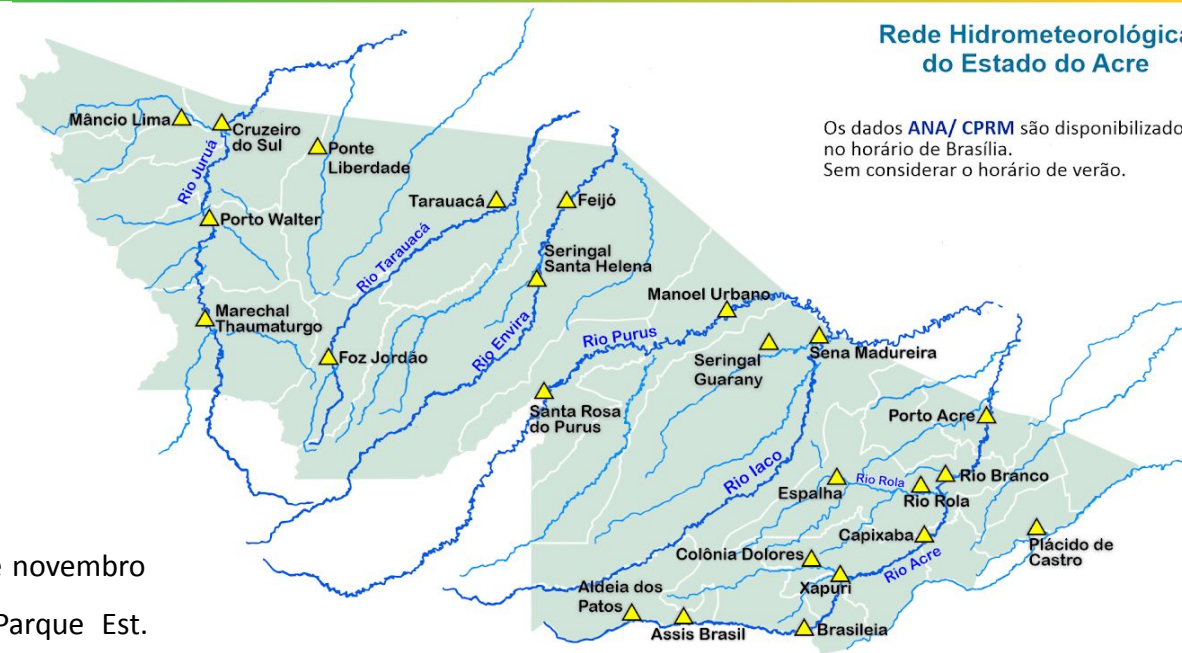 Rede Hidrometeorológica
do Estado do Acre
Os dados ANA/ CPRM são disponibilizado
no horário de Brasília.
Sem considerar o horário de verão.
Mâncio Lima
Cruzeiro
do Sul
Ponte
Liberdade
Rio Juruá
Porto Walter
Tarauacá
Feijó
Rio Tarauacá
Seringal
Santa Helena
Marechal
Thaumaturgo
Foz Jordão
Rio Envira
Manoel Urbano
Rio Purus
Seringal
Guarany
Sena Madureira
Santa Rosa
do Purus
Porto Acre
Rio Iaco
Espalha
Rio Rola
Rio Rola
Rio Branco
Capixaba
Plácido de
Castro
Colônia Dolores
Rio Acre
Xapuri
Aldeia dos
Patos
Assis Brasil
Brasileia
novembro
Parque Est.